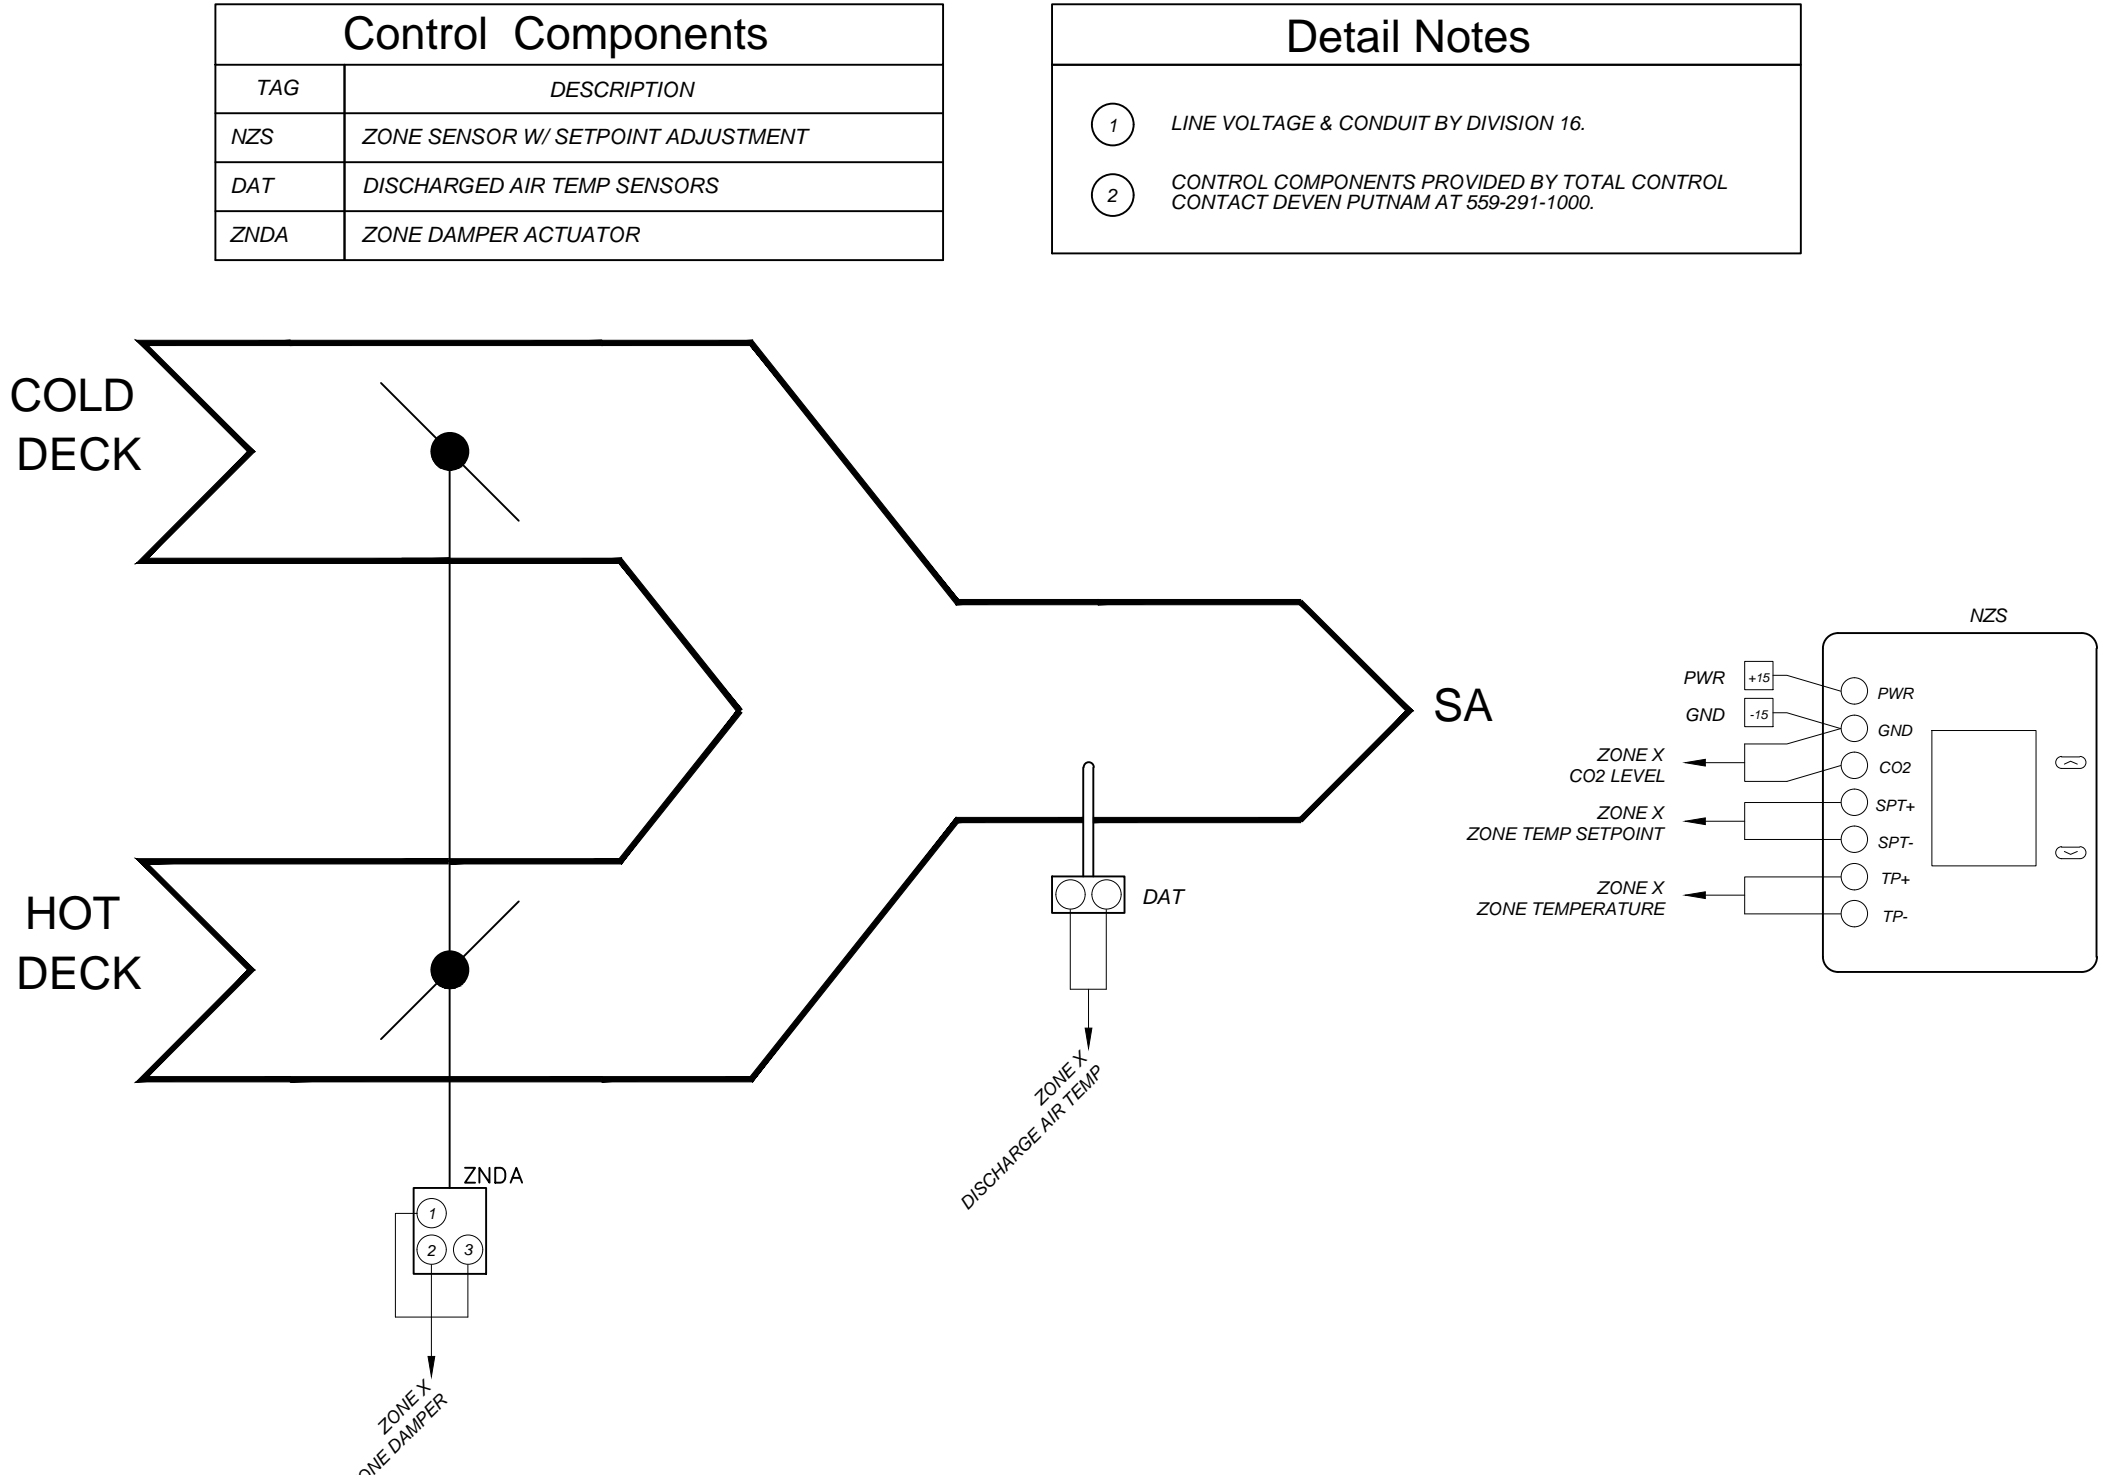 Control Components
TAG DESCRIPTION
NZS ZONE SENSOR W/ SETPOINT ADJUSTMENT
DAT DISCHARGED AIR TEMP SENSORS
ZNDA ZONE DAMPER ACTUATOR
Detail Notes
1 LINE VOLTAGE & CONDUIT BY DIVISION 16.
2 CONTROL COMPONENTS PROVIDED BY TOTAL CONTROL
CONTACT DEVEN PUTNAM AT 559-291-1000.
COLD
DECK
HOT
DECK
SA
DAT
ZONE X
DISCHARGE AIR TEMP
ZNDA
1
2 3
ZONE X
NZS
PWR +15 PWR
GND -15 GND
ZONE X
CO2 LEVEL
CO2
ZONE X
ZONE TEMP SETPOINT
SPT+
SPT-
ZONE X
ZONE TEMPERATURE
TP+
TP-
DAMPER